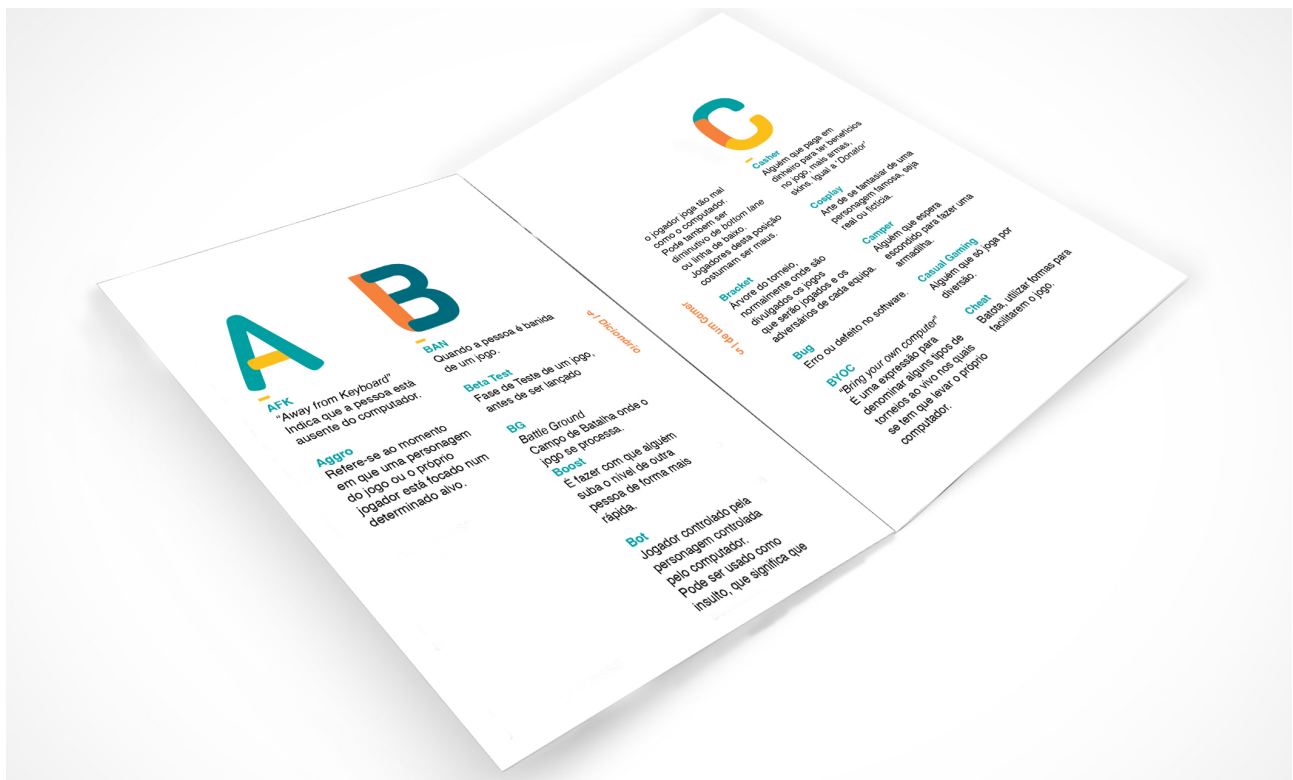 A
AFK
"Away from Keyboard"
Indica que a pessoa está
ausente do computador.
Aggro
Refere-se ao momento
em que uma personagem
do jogo ou o próprio
jogador está focado num
determinado alvo.
B
BAN
Quando a pessoa é banida
de um jogo.
Beta Test
Fase de Teste de um jogo,
antes de ser lançado
BG
Battle Ground
Campo de Batalha onde o
jogo se processa.
Boost
É fazer com que alguém
suba o nivel de outra
pessoa de forma mais
rápida.
Bot
Jogador controlado pela
personagem controlada
pelo computador.
Pode ser usado como
insulto, que significa que
4 / Dicionário
o jogador joga tão mal
como o computador.
Pode tambem ser
diminutivo de bottom lane
ou linha de baixo.
Jogadores desta posição
costumam ser maus.
Bracket
Árvore do torneio,
normalmente onde são
divulgados os jogos
que serão jogados e os
adversários de cada equipa.
Bug
Erro ou defeito no software.
BYOC
"Bring your own computer"
É uma expressão para
denominar alguns tipos de
torneios ao vivo nos quais
se tem que levar o próprio
computador.
C
Casher
Alguém que paga em
dinheiro para ter benefícios
no jogo, mais armas,
skins. Igual a 'Donator'
Cosplay
Arte de se fantasiar de uma
personagem famosa, seja
real ou fictícia.
Camper
Alguém que espera
escondido para fazer uma
armadilha.
Casual Gaming
Alguém que só joga por
diversão.
Cheat
Batota, utilizar formas para
facilitarem o jogo.
5 | de um Gamer